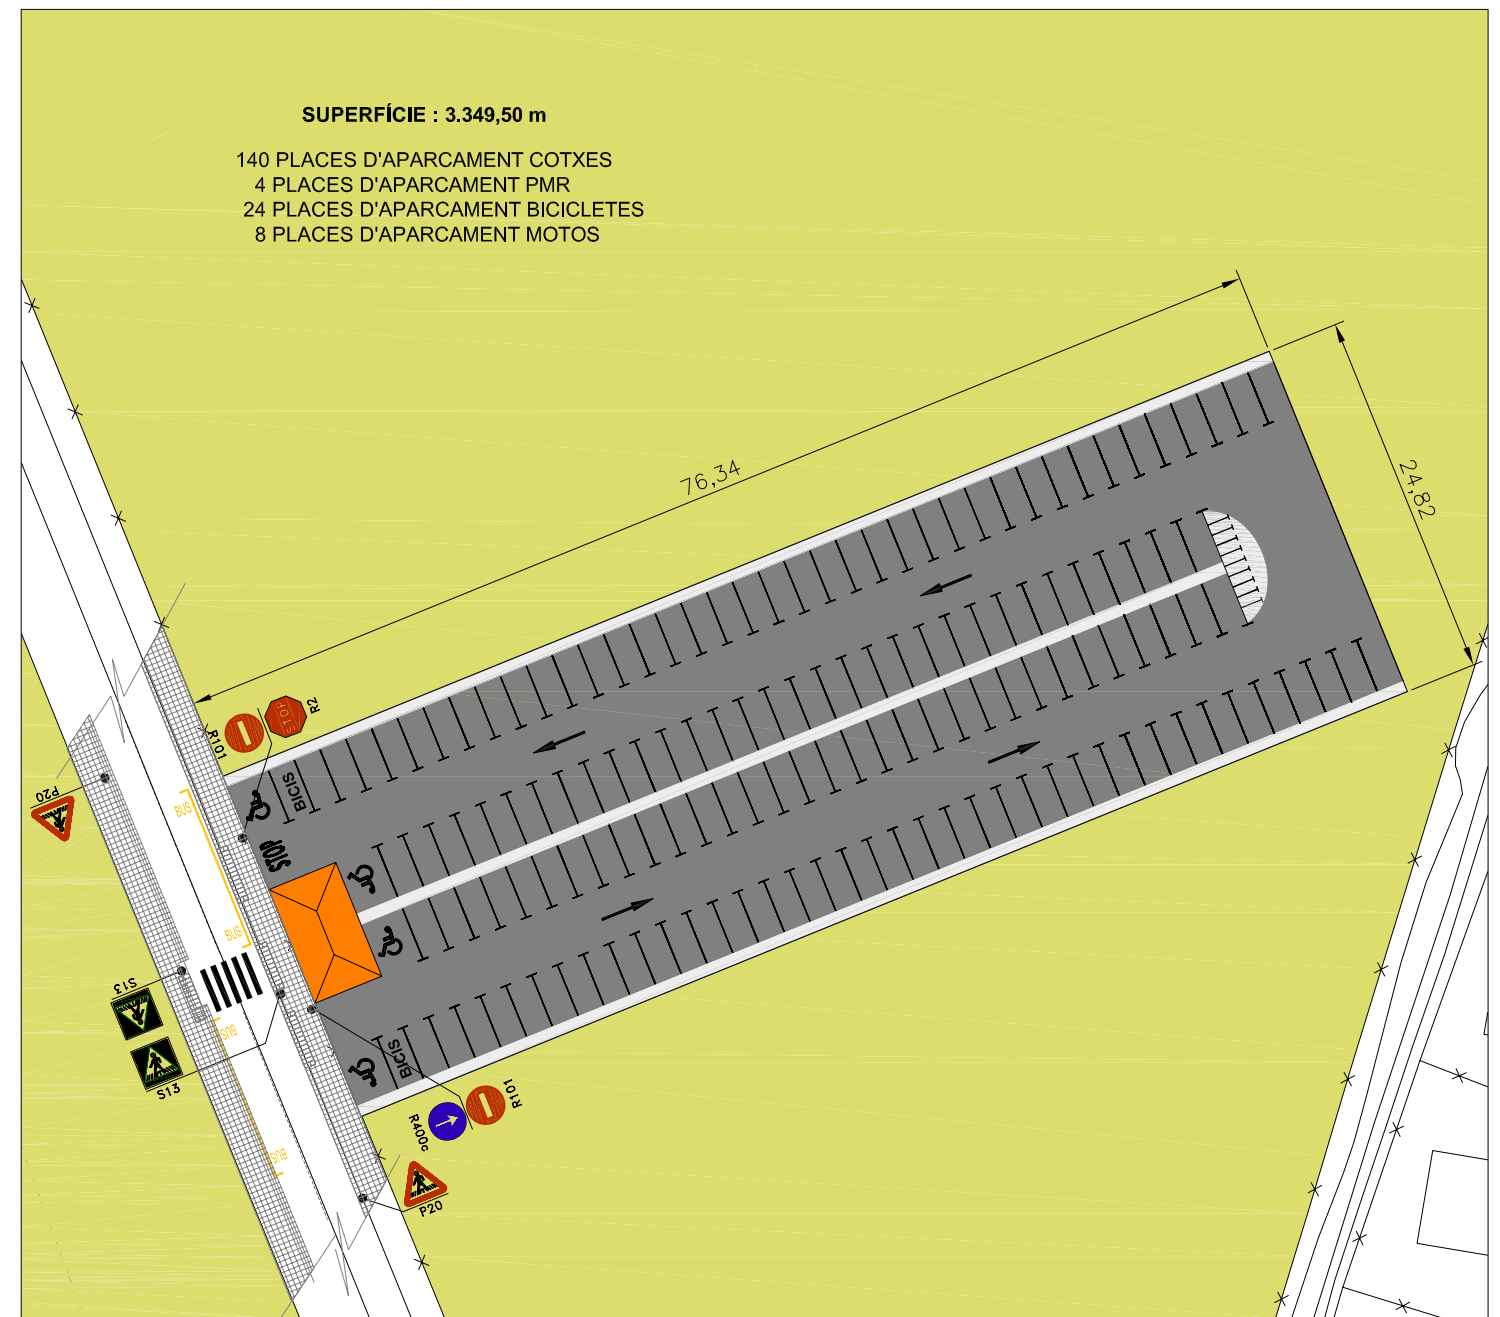 SUPERFÍCIE : 3.349,50 m
140 PLACES D'APARCAMENT COTXES
4 PLACES D'APARCAMENT PMR
24 PLACES D'APARCAMENT BICICLETES
8 PLACES D'APARCAMENT MOTOS
76,34
24,82
R2
STOP
R101
BICIS
P20
BUS
STOP
BUS
S13
BUS
BICIS
S13
R101
R400c
BUS
P20